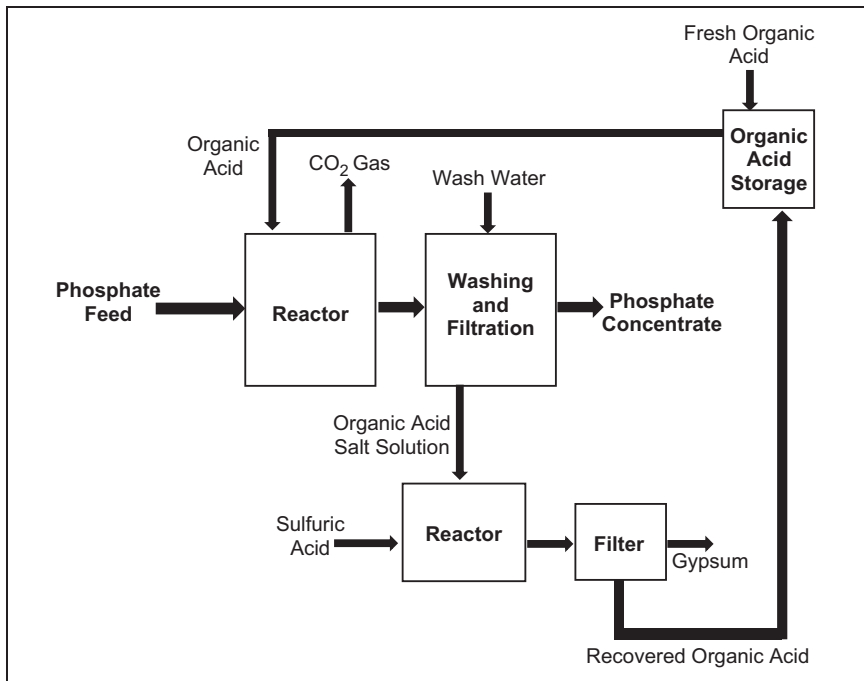 Fresh Organic
Acid
Organic
Acid
Storage
Organic
Acid
CO2 Gas
Wash Water
Phosphate
Feed
Reactor
Washing
and
Filtration
Phosphate
Concentrate
Organic Acid
Salt Solution
Sulfuric
Acid
Reactor
Filter
Gypsum
Recovered Organic Acid